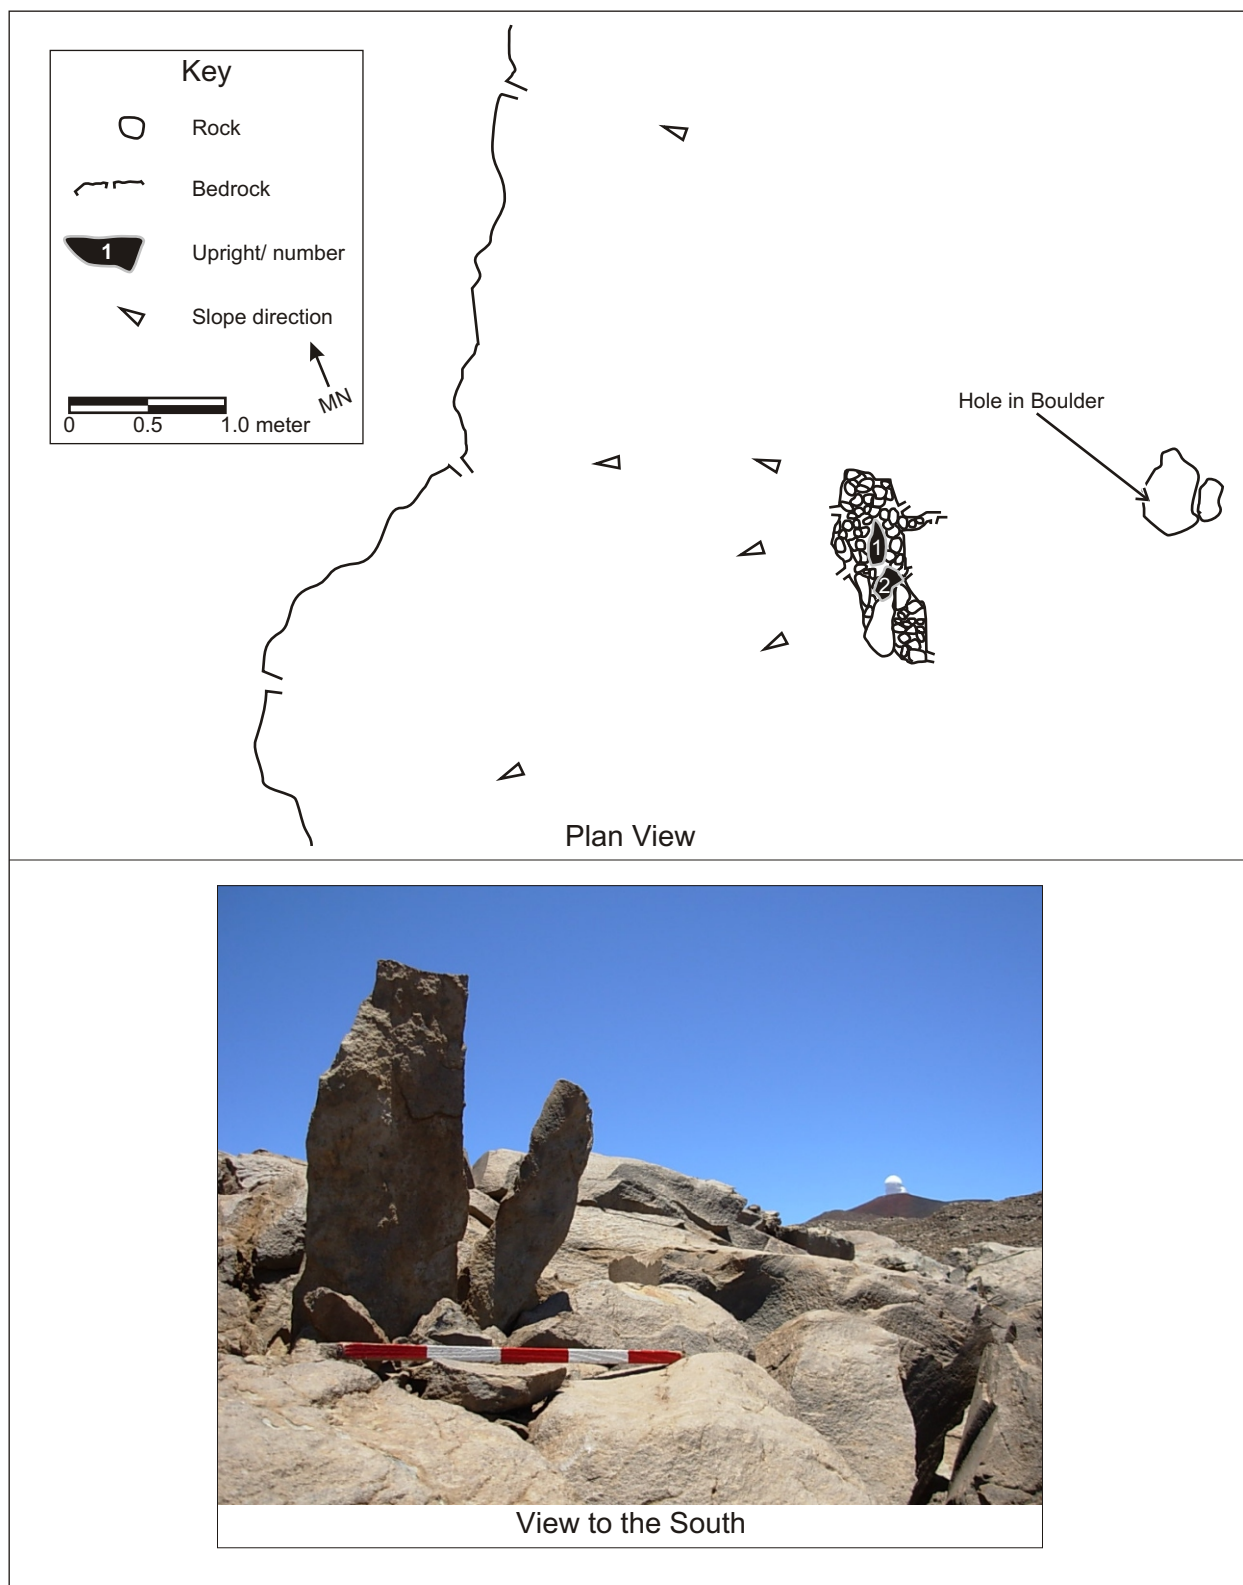 Key
Rock
Bedrock
1
Upright/ number
Slope direction
MN
0 0.5 1.0 meter
Hole in Boulder
1
2
Plan View
View to the South